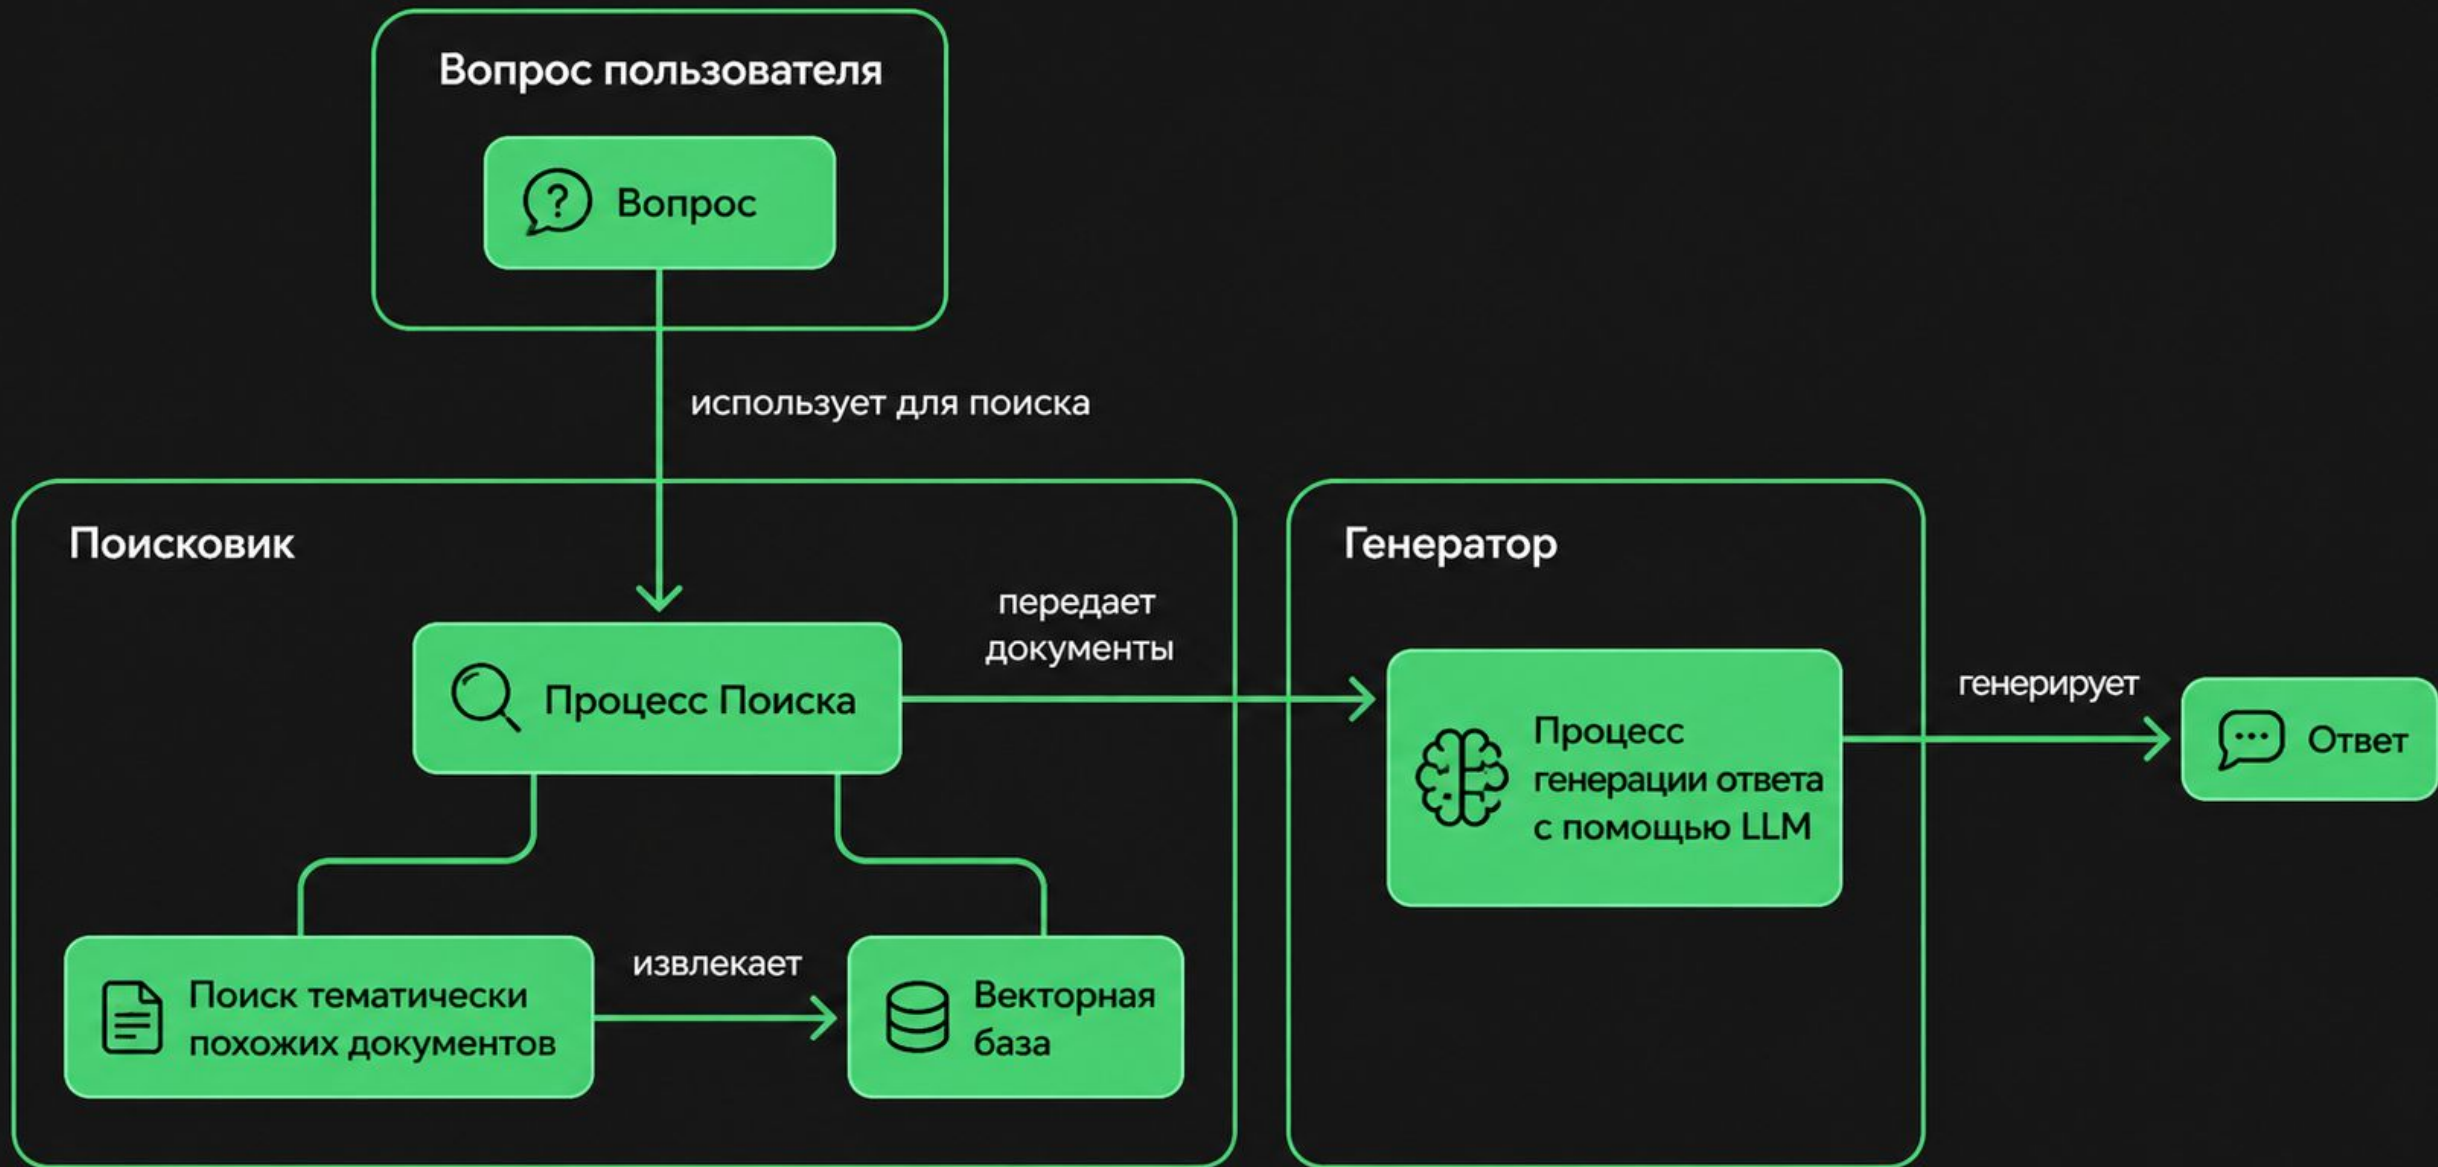 Вопрос пользователя
Вопрос
использует для поиска
Поисковик
Процесс Поиска
передает
документы
Поиск тематически
похожих документов
извлекает
Векторная
база
Генератор
Процесс
генерации ответа
с помощью LLM
генерирует
Ответ